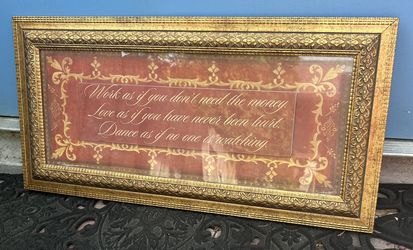 Work as if you don't need the money.
Love as if you have never been hurt.
Dance as if no one is watching.